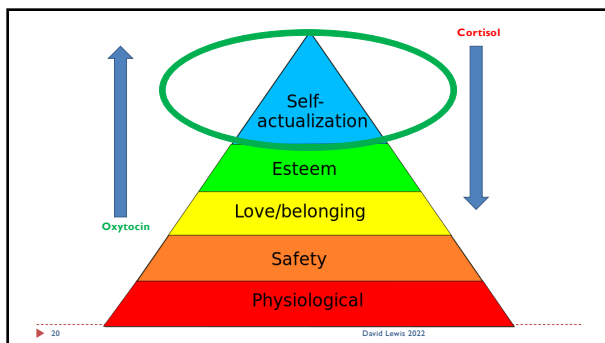 Cortisol
Self-
actualization
Esteem
Love/belonging
Oxytocin
Safety
Physiological
20
David Lewis 2022